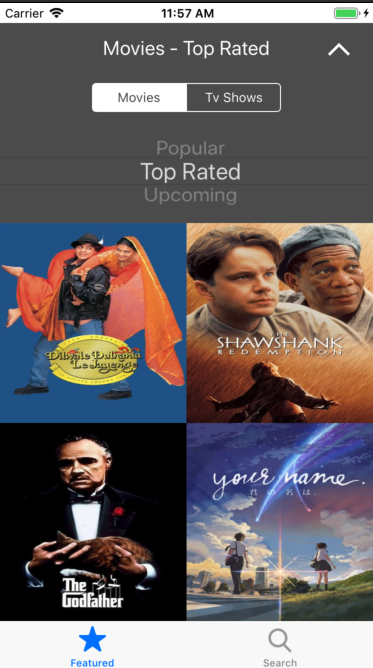 Carrier 11:57 AM
Movies - Top Rated
Movies Tv Shows
Popular
Top Rated
Upcoming
Dilwale Dulhania
Le Jayenge
THE
SHAWSHANK
REDEMPTION
The
Godfather
your name.
君の名は。
Featured Search